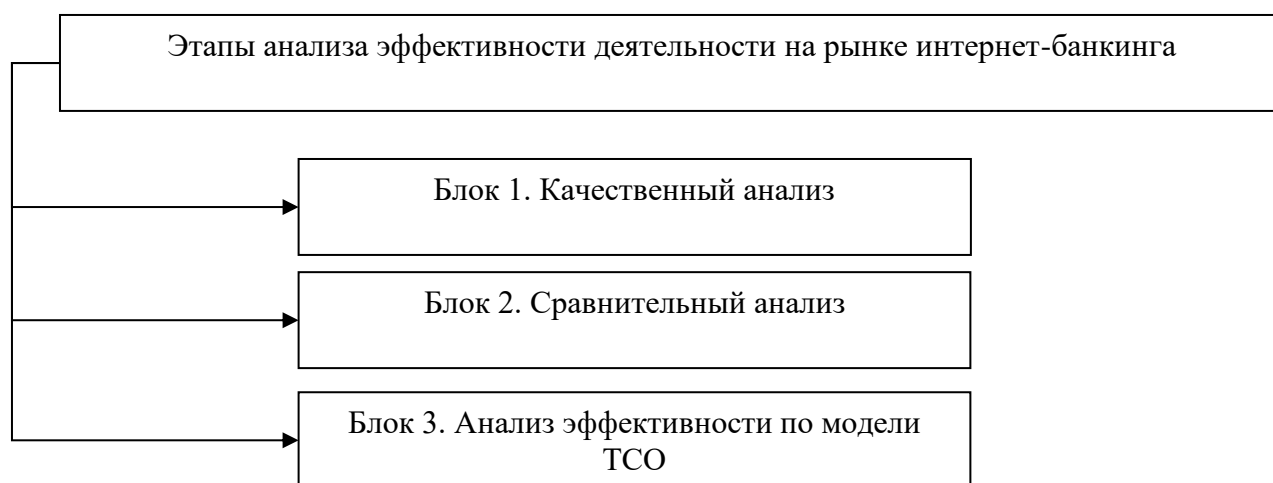 Этапы анализа эффективности деятельности на рынке интернет-банкинга
Блок 1. Качественный анализ
Блок 2. Сравнительный анализ
Блок 3. Анализ эффективности по модели
ТСО